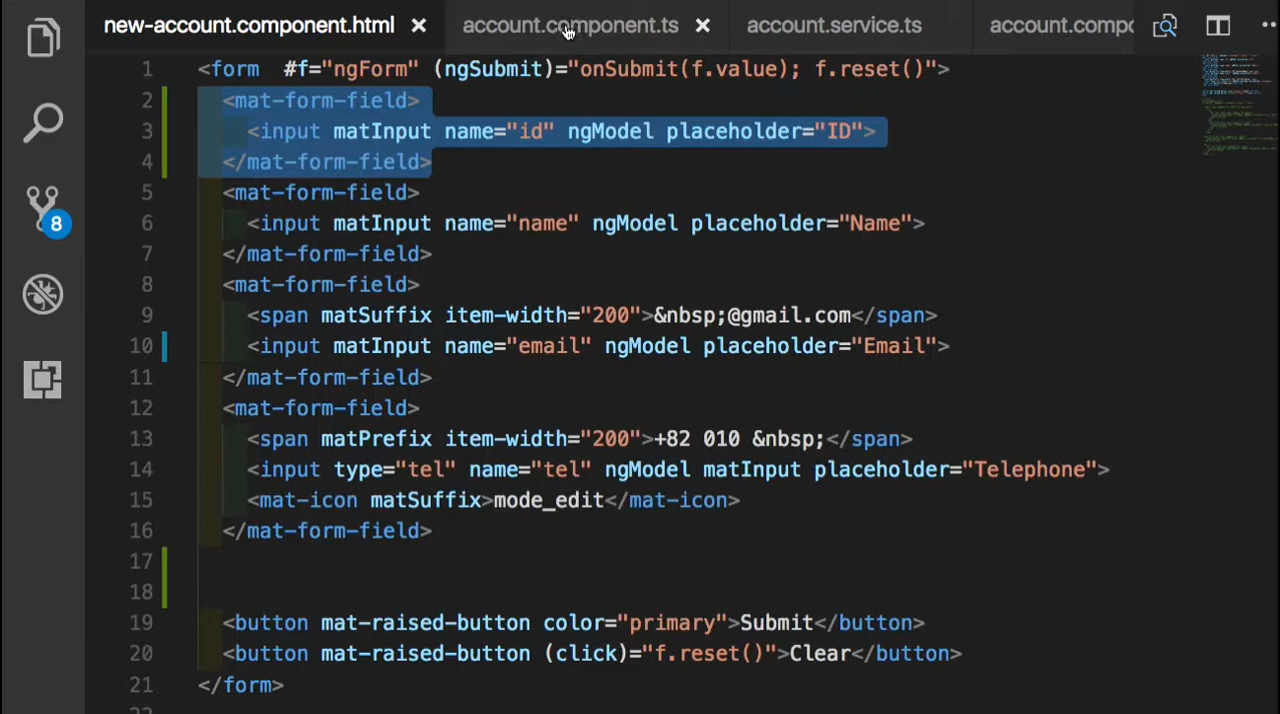 new-account.component.html × account.component.ts × account.service.ts account.compo
1 <form #f="ngForm" (ngSubmit)="onSubmit(f.value); f.reset()">
2 <mat-form-field>
3 <input matInput name="id" ngModel placeholder="ID">
4 </mat-form-field>
5 <mat-form-field>
6 <input matInput name="name" ngModel placeholder="Name">
7 </mat-form-field>
8 <mat-form-field>
9 <span matSuffix item-width="200">&nbsp;@gmail.com</span>
10 <input matInput name="email" ngModel placeholder="Email">
11 </mat-form-field>
12 <mat-form-field>
13 <span matPrefix item-width="200">+82 010 &nbsp;</span>
14 <input type="tel" name="tel" ngModel matInput placeholder="Telephone">
15 <mat-icon matSuffix>mode_edit</mat-icon>
16 </mat-form-field>
17
18
19 <button mat-raised-button color="primary">Submit</button>
20 <button mat-raised-button (click)="f.reset()">Clear</button>
21 </form>
22
8